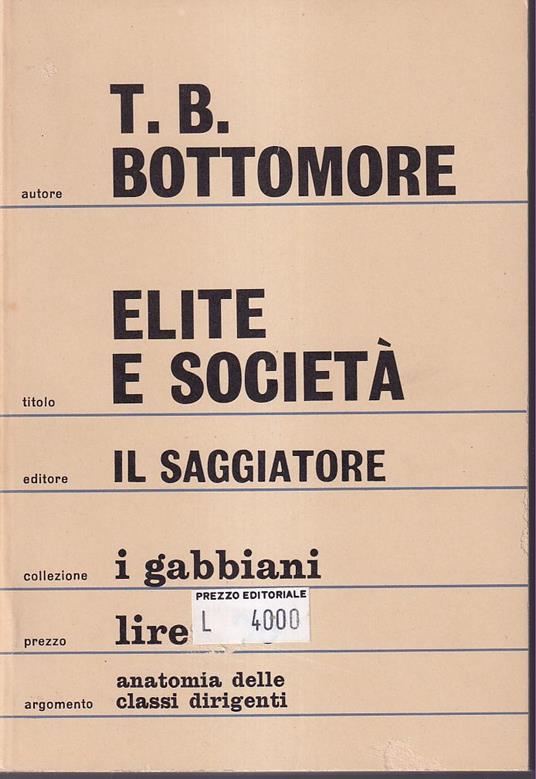 T. B.
autore BOTTOMORE
ELITE
titolo E SOCIETÀ
editore IL SAGGIATORE
collezione i gabbiani
PREZZO EDITORIALE
prezzo lire L 4000
anatomia delle
argomento classi dirigenti